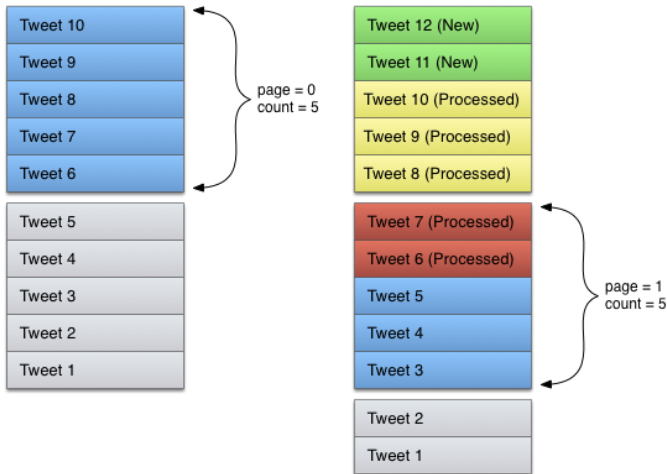 Tweet 10
Tweet 9
Tweet 8
Tweet 7
Tweet 6
page = 0
count = 5
Tweet 5
Tweet 4
Tweet 3
Tweet 2
Tweet 1
Tweet 12 (New)
Tweet 11 (New)
Tweet 10 (Processed)
Tweet 9 (Processed)
Tweet 8 (Processed)
Tweet 7 (Processed)
Tweet 6 (Processed)
Tweet 5
Tweet 4
Tweet 3
page = 1
count = 5
Tweet 2
Tweet 1